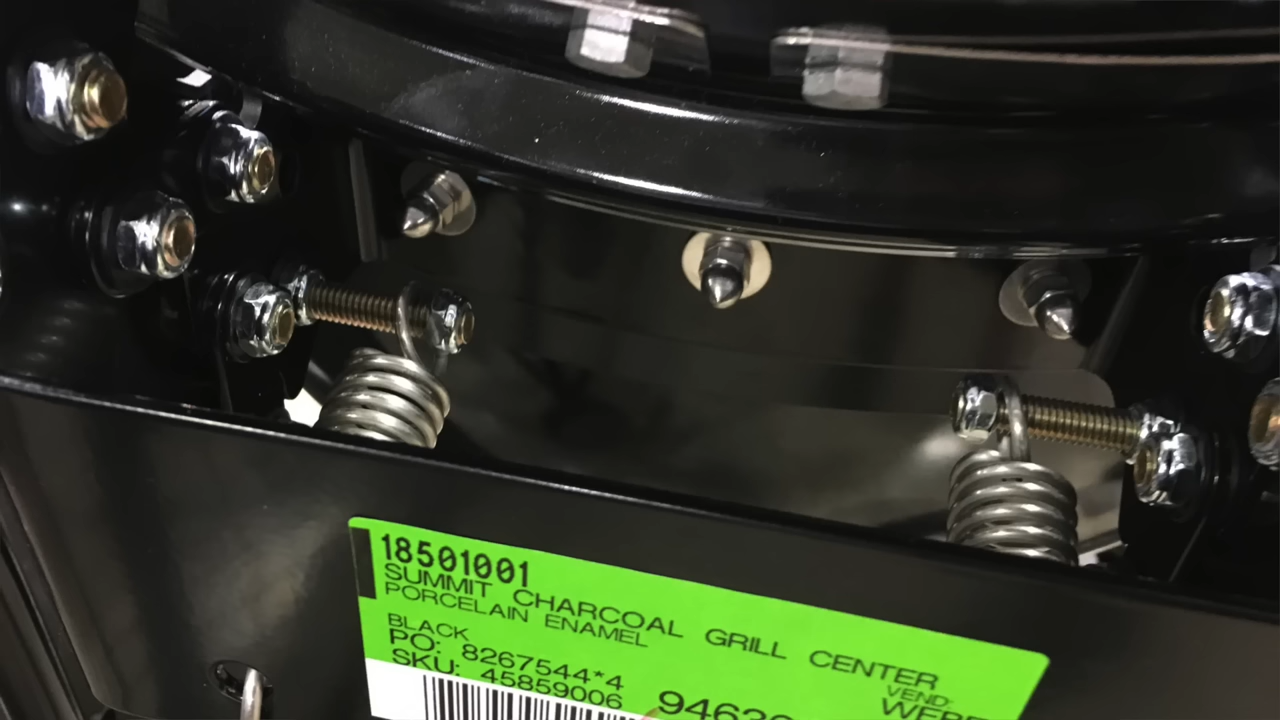 18501001
SUMMIT CHARCOAL GRILL CENTER
PORCELAIN ENAMEL
BLACK
PO: 8267544*4
SKU: 45859006
VEND: